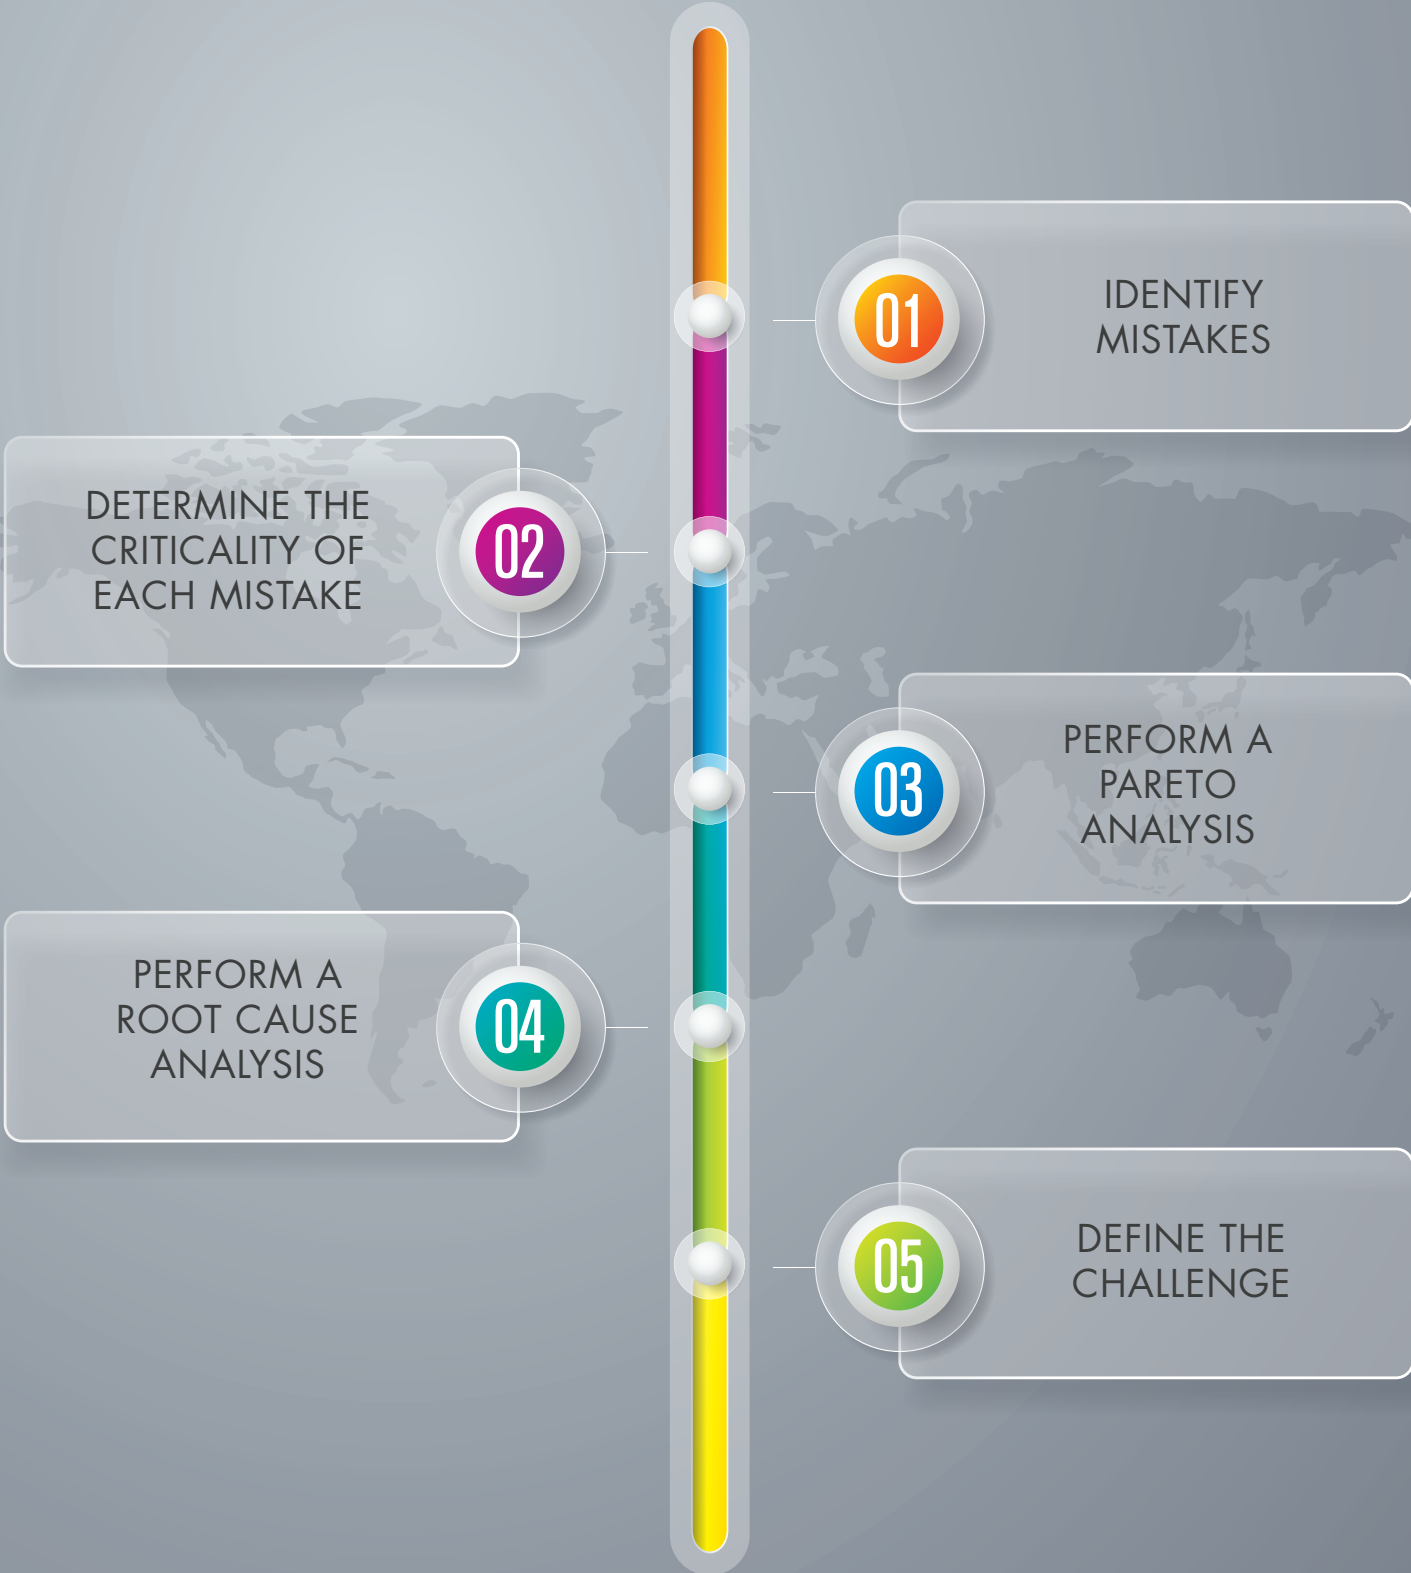 01
IDENTIFY
MISTAKES
02
DETERMINE THE
CRITICALITY OF
EACH MISTAKE
03
PERFORM A
PARETO
ANALYSIS
04
PERFORM A
ROOT CAUSE
ANALYSIS
05
DEFINE THE
CHALLENGE